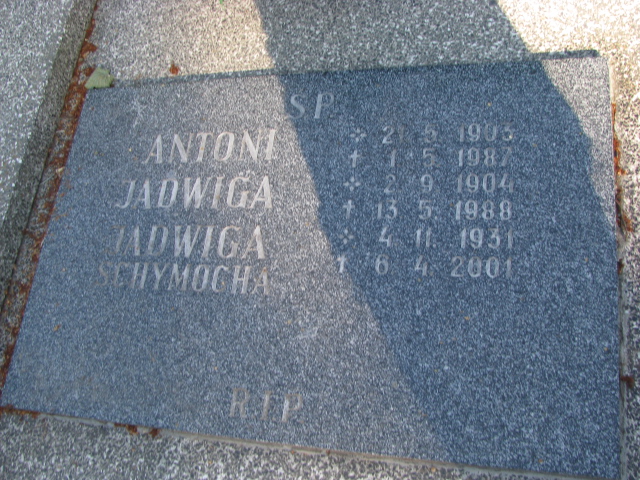 SP
ANTONI * 21 5 1903
† 1 5 1987
JADWIGA * 2 9 1904
† 13 5 1988
JADWIGA * 4 11 1931
SCHYMOCHA † 6 4 2001
RIP